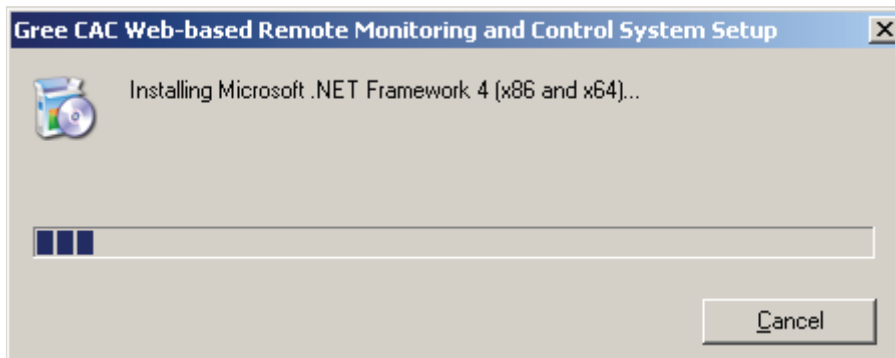 Gree CAC Web-based Remote Monitoring and Control System Setup
Installing Microsoft .NET Framework 4 (x86 and x64)...
Cancel